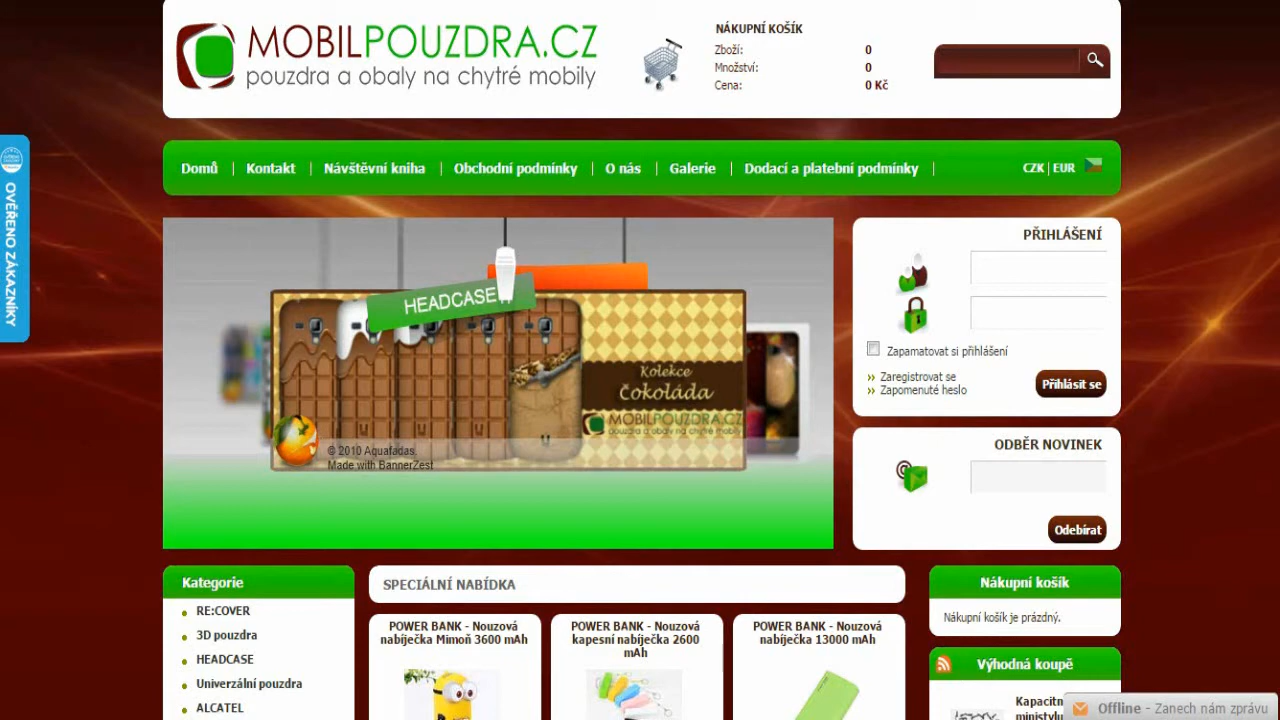 MOBILPOUZDRA.CZ
pouzdra a obaly na chytré mobily
NÁKUPNÍ KOŠÍK
Zboží: 0
Množství: 0
Cena: 0 Kč
OVĚŘENO ZÁKAZNÍKY
Domů | Kontakt | Návštěvní kniha | Obchodní podmínky | O nás | Galerie | Dodací a platební podmínky |
CZK | EUR
HEADCASE
Kolekce
Čokoláda
MOBILPOUZDRA.CZ
pouzdra a obaly na chytré mobily
© 2010 Aquafadas,
Made with BannerZest
PŘIHLÁŠENÍ
Zapamatovat si přihlášení
Zaregistrovat se
Zapomenuté heslo
Přihlásit se
ODBĚR NOVINEK
Odebírat
Kategorie
RE:COVER
3D pouzdra
HEADCASE
Univerzální pouzdra
ALCATEL
SPECIÁLNÍ NABÍDKA
POWER BANK - Nouzová
nabíječka Mimoň 3600 mAh
POWER BANK - Nouzová
kapesní nabíječka 2600
mAh
POWER BANK - Nouzová
nabíječka 13000 mAh
Nákupní košík
Nákupní košík je prázdný.
Výhodná koupě
Kapacitn
ministylu
Offline - Zanech nám zprávu